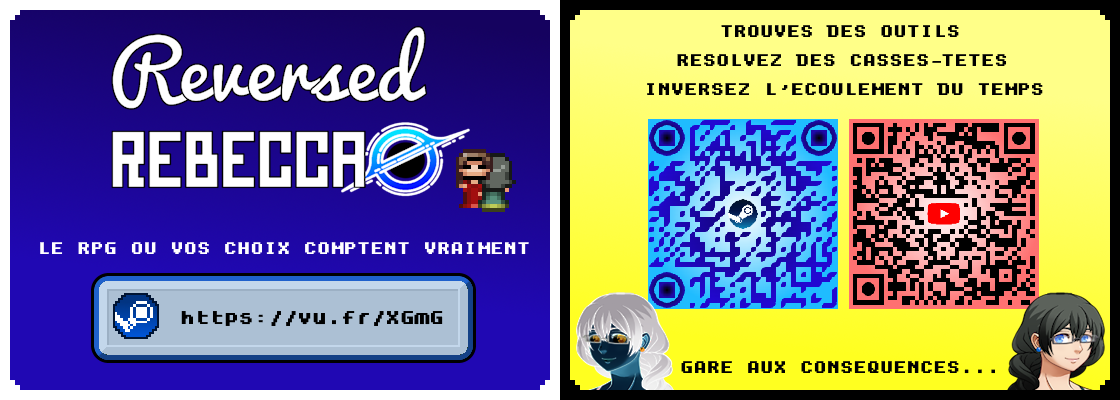 Reversed
REBECCA
LE RPG OU VOS CHOIX COMPTENT VRAIMENT
https://vu.fr/XGmG
TROUVES DES OUTILS
RESOLVEZ DES CASSES-TETES
INVERSEZ L'ECOULEMENT DU TEMPS
GARE AUX CONSEQUENCES...